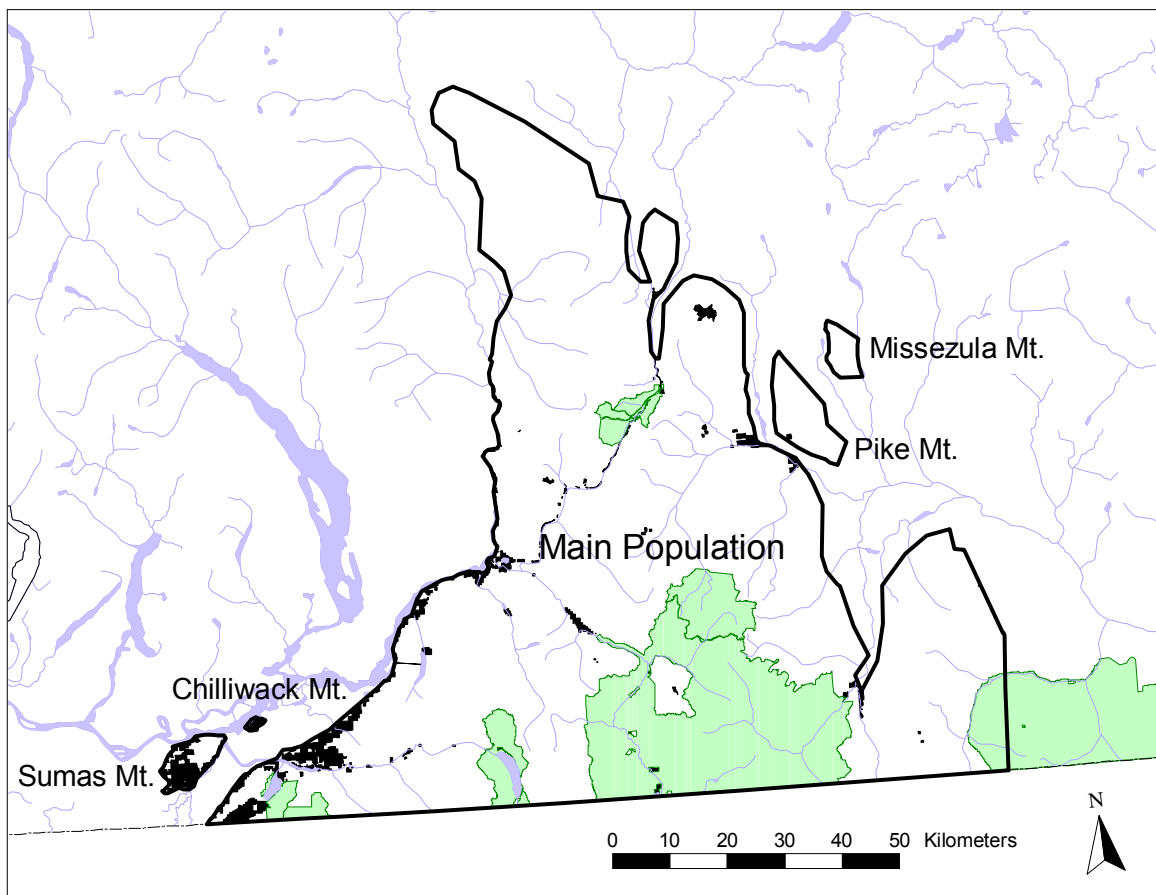 Missezula Mt.
Pike Mt.
Main Population
Chilliwack Mt.
Sumas Mt.
N
0 10 20 30 40 50 Kilometers